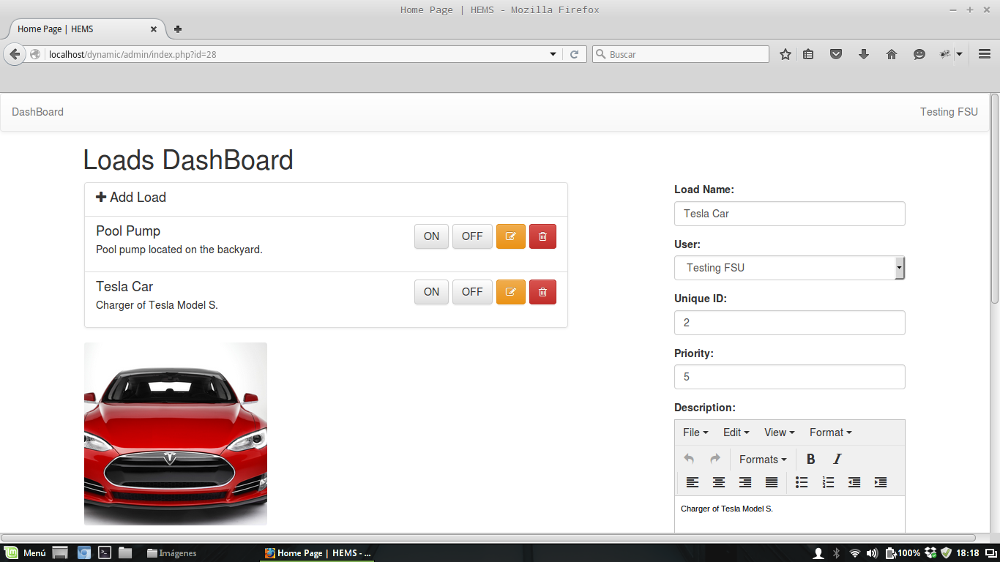 Home Page | HEMS - Mozilla Firefox
Home Page | HEMS
localhost/dynamic/admin/index.php?id=28
Buscar
DashBoard
Testing FSU
Loads DashBoard
Add Load
Pool Pump
ON OFF
Pool pump located on the backyard.
Tesla Car
ON OFF
Charger of Tesla Model S.
Load Name:
Tesla Car
User:
Testing FSU
Unique ID:
2
Priority:
5
Description:
File Edit View Format
Formats B I
Charger of Tesla Model S.
Menú
Imágenes
Home Page | HEMS - ...
100%
18:18